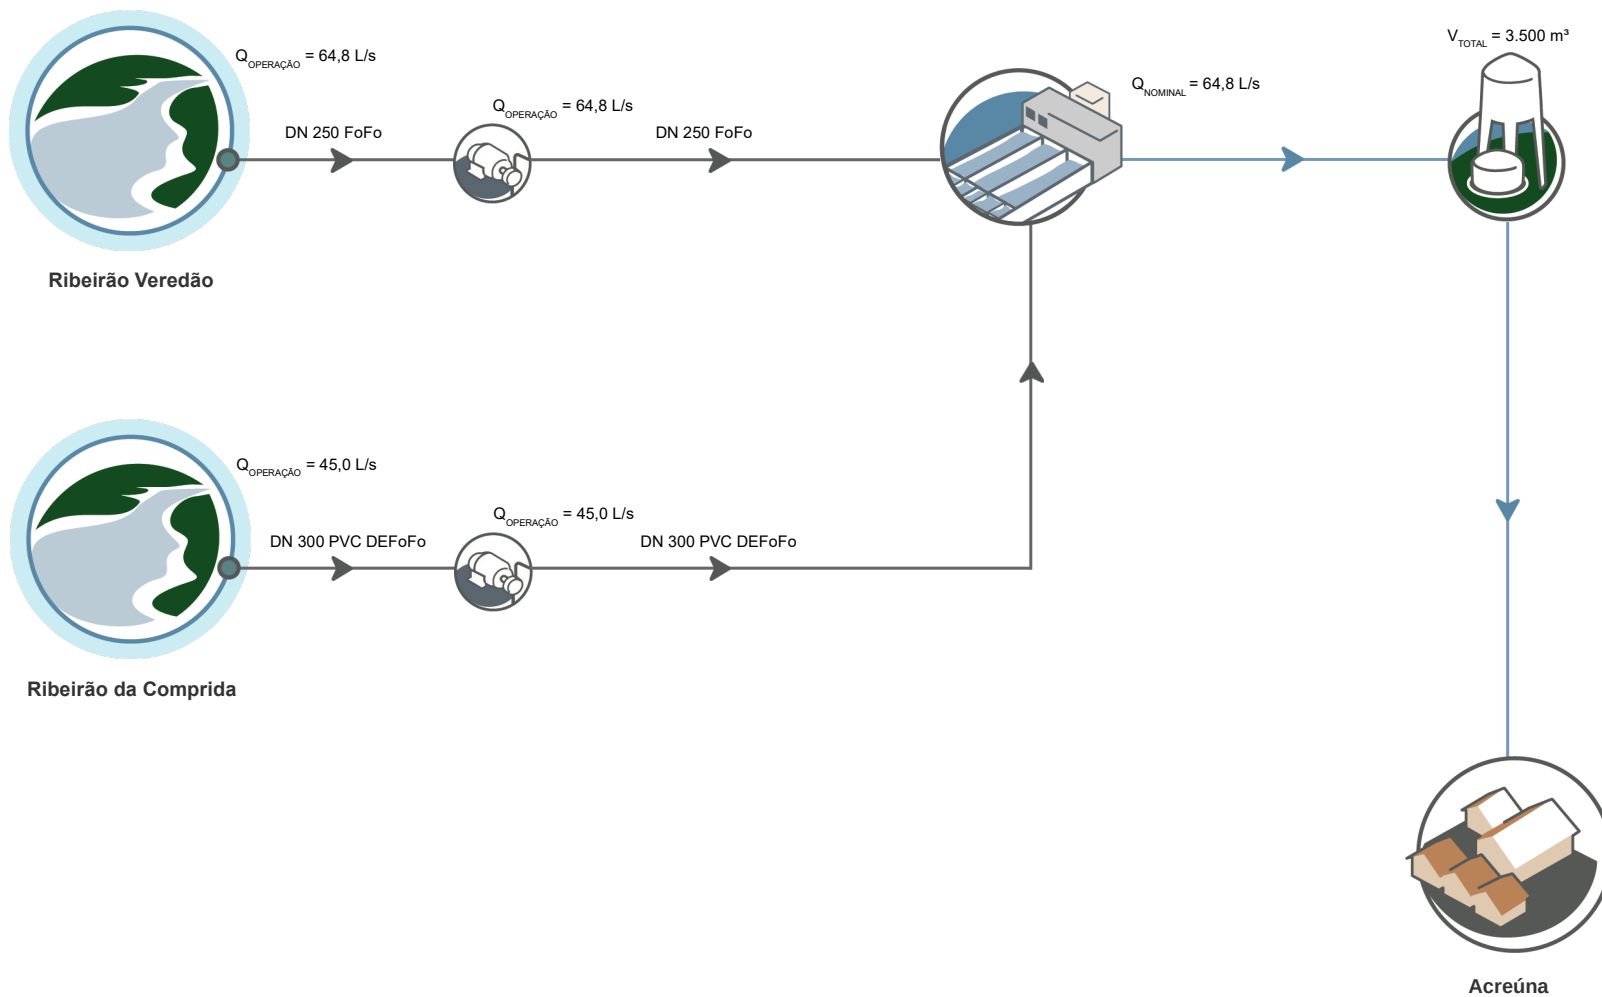 V_TOTAL = 3.500 m³
Q_OPERAÇÃO = 64,8 L/s
Q_OPERAÇÃO = 64,8 L/s
Q_NOMINAL = 64,8 L/s
DN 250 FoFo
DN 250 FoFo
Ribeirão Veredão
Q_OPERAÇÃO = 45,0 L/s
Q_OPERAÇÃO = 45,0 L/s
DN 300 PVC DEFoFo
DN 300 PVC DEFoFo
Ribeirão da Comprida
Acreúna